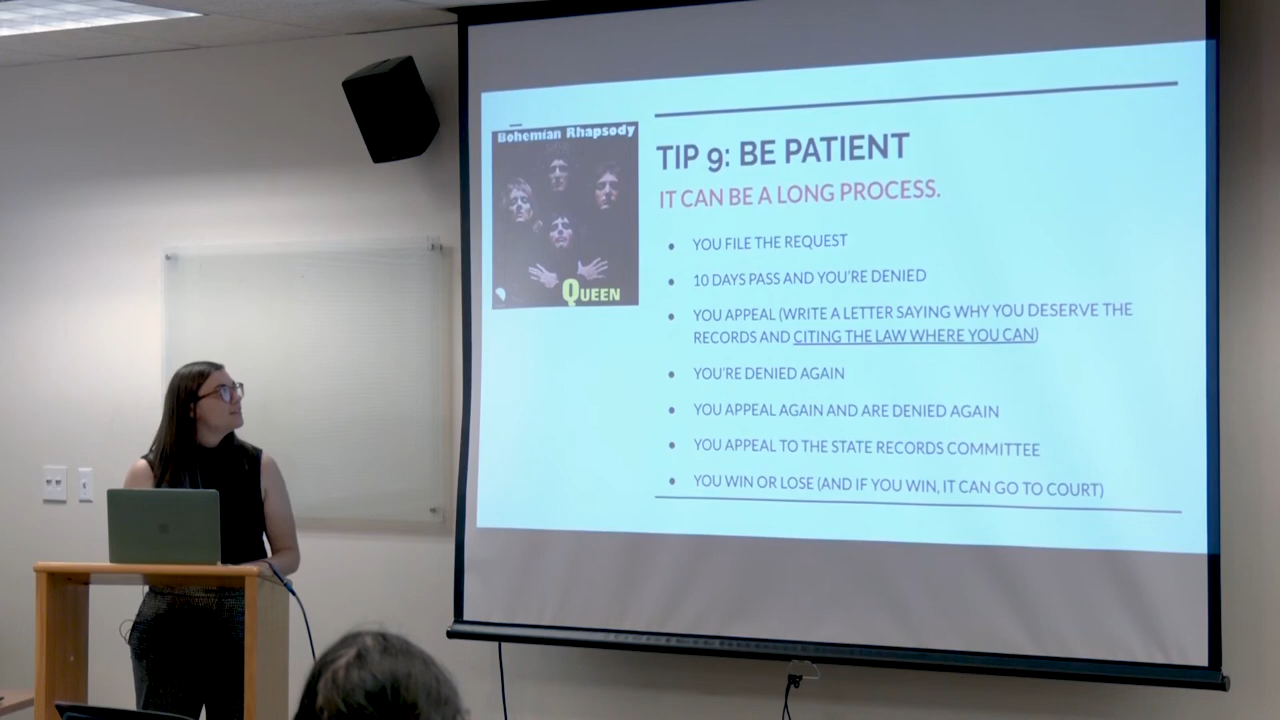 Bohemian Rhapsody
QUEEN
TIP 9: BE PATIENT
IT CAN BE A LONG PROCESS.
• YOU FILE THE REQUEST
• 10 DAYS PASS AND YOU'RE DENIED
• YOU APPEAL (WRITE A LETTER SAYING WHY YOU DESERVE THE
RECORDS AND CITING THE LAW WHERE YOU CAN)
• YOU'RE DENIED AGAIN
• YOU APPEAL AGAIN AND ARE DENIED AGAIN
• YOU APPEAL TO THE STATE RECORDS COMMITTEE
• YOU WIN OR LOSE (AND IF YOU WIN, IT CAN GO TO COURT)